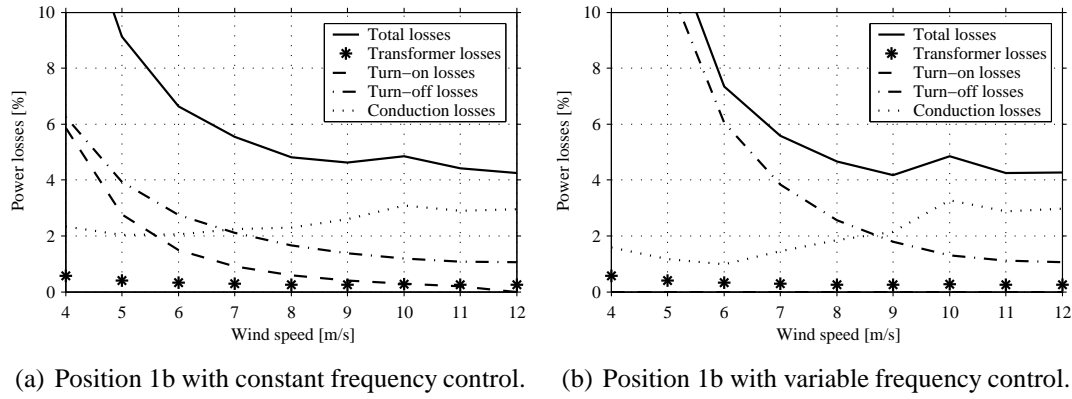 10
8
6
4
2
0
Power losses [%]
Total losses
Transformer losses
Turn−on losses
Turn−off losses
Conduction losses
4 5 6 7 8 9 10 11 12
Wind speed [m/s]
(a) Position 1b with constant frequency control.
10
8
6
4
2
0
Power losses [%]
Total losses
Transformer losses
Turn−on losses
Turn−off losses
Conduction losses
4 5 6 7 8 9 10 11 12
Wind speed [m/s]
(b) Position 1b with variable frequency control.